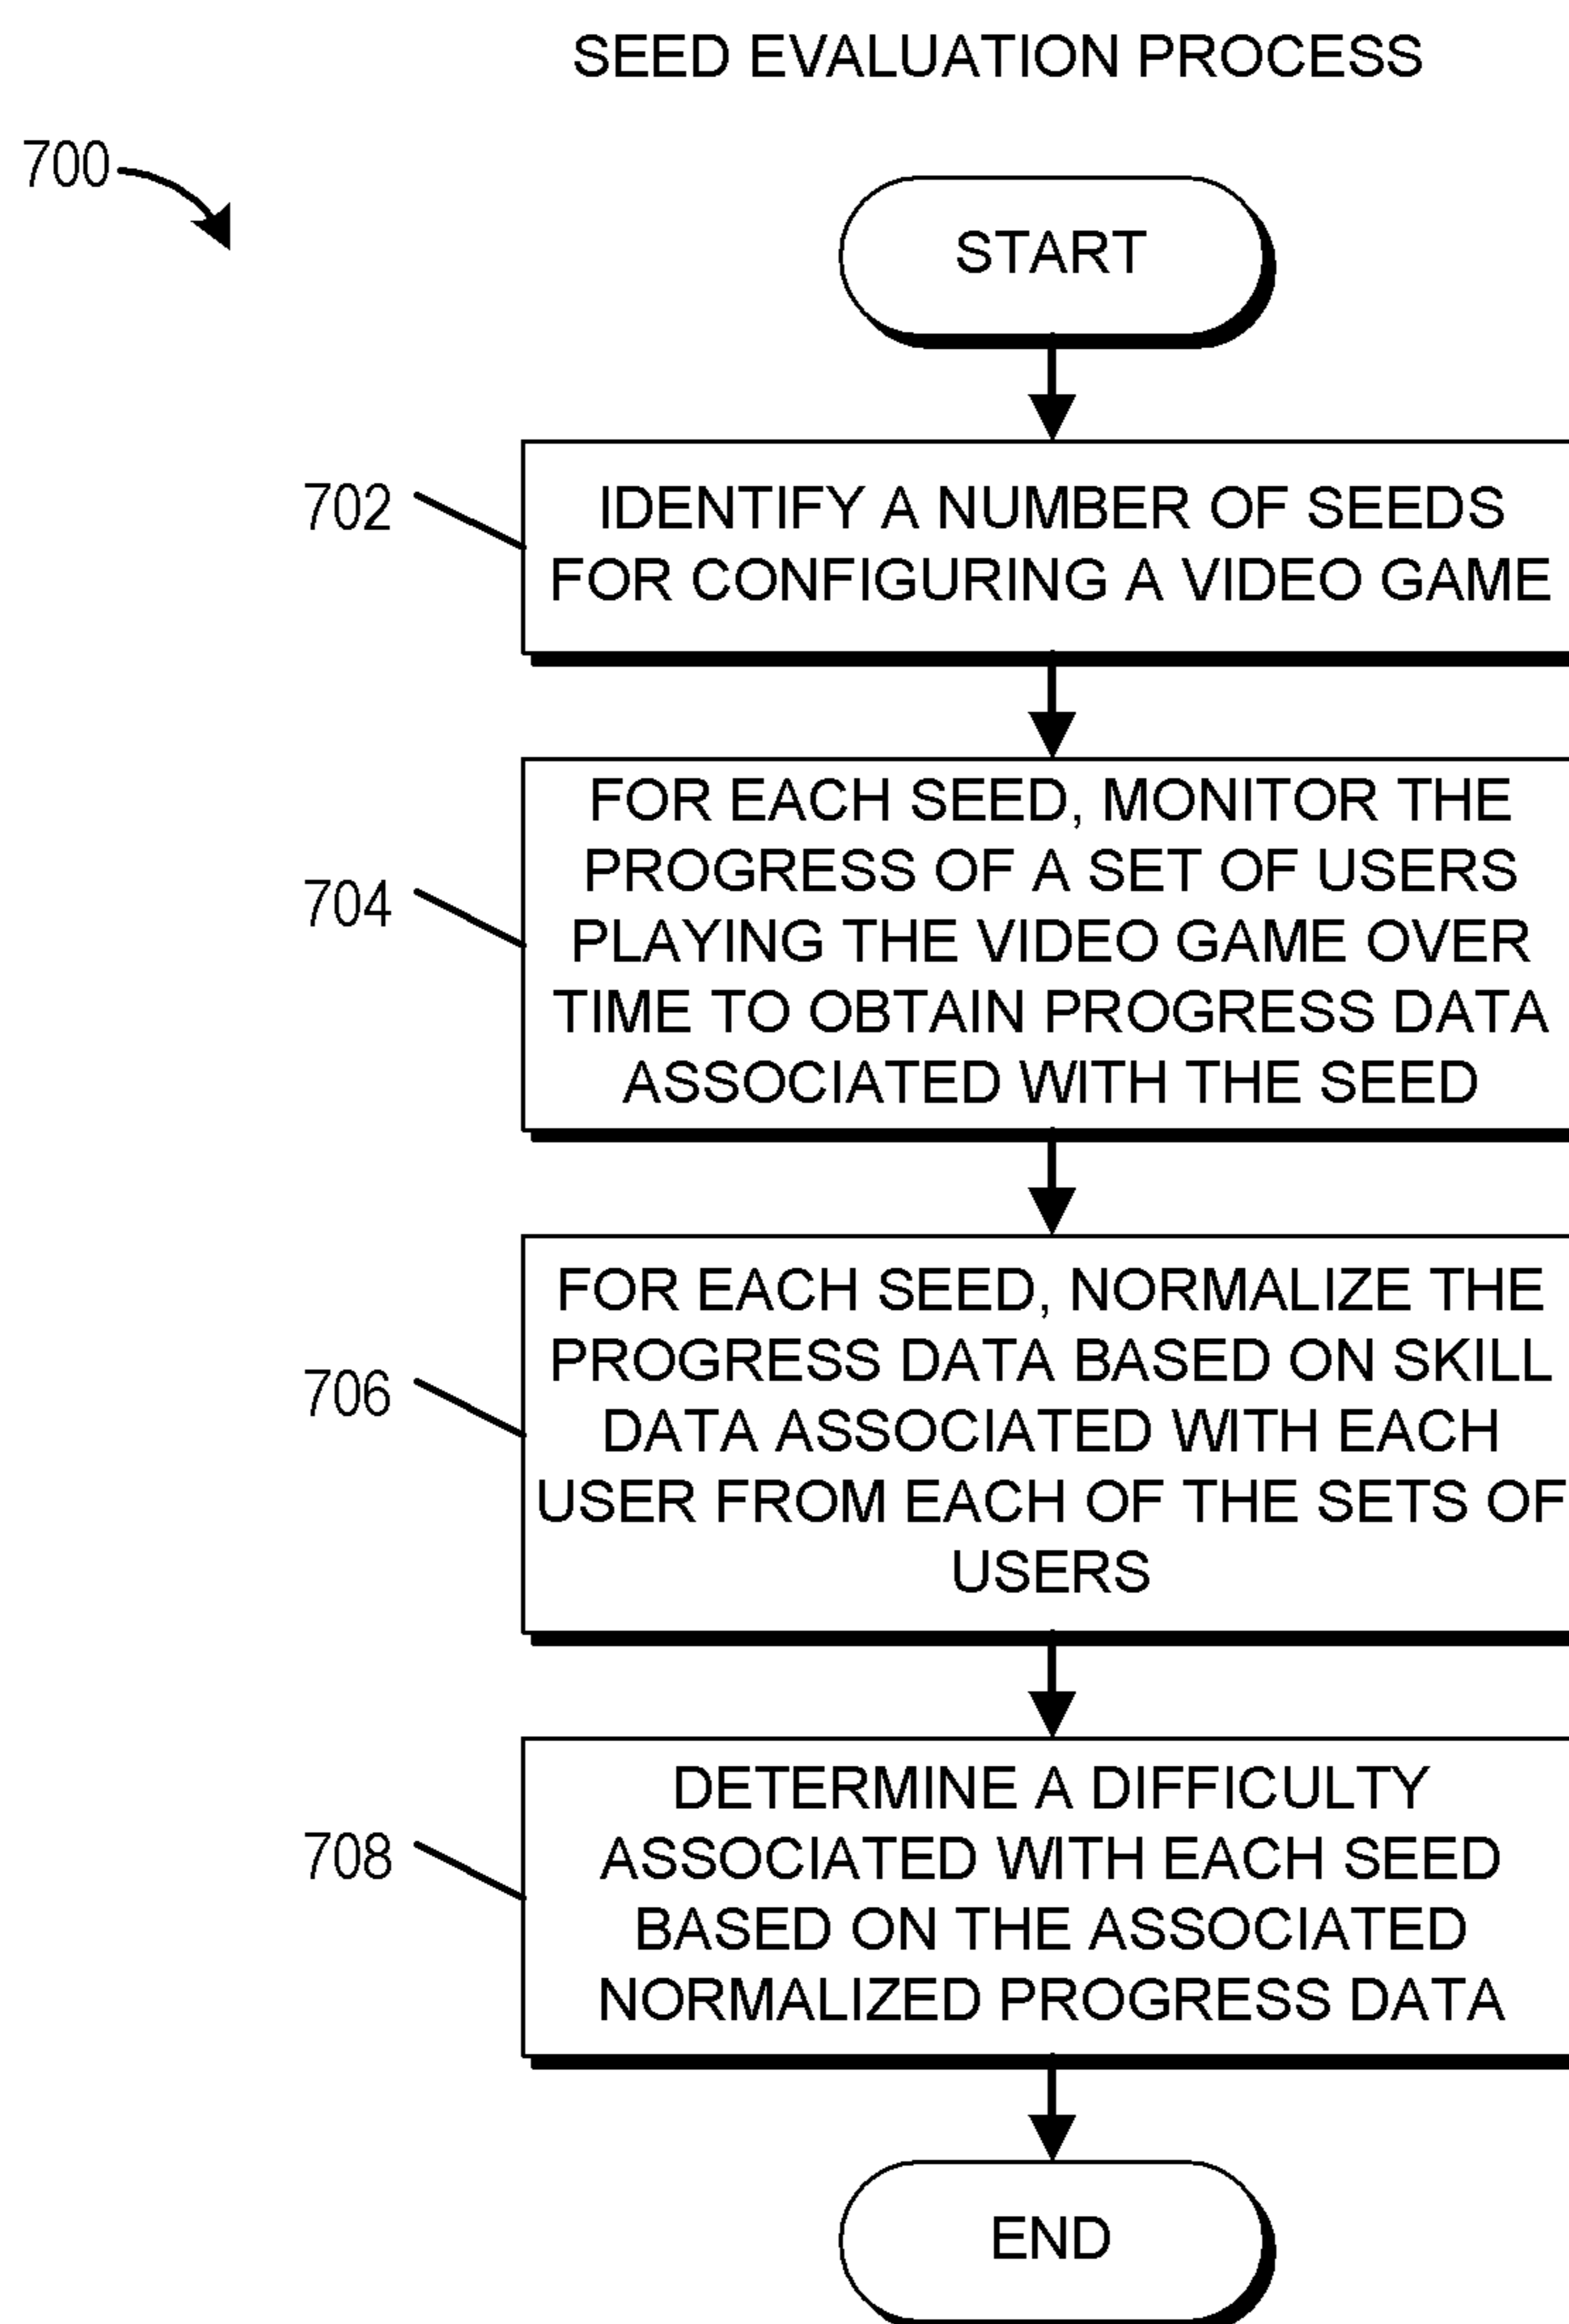 SEED EVALUATION PROCESS
700
START
702
IDENTIFY A NUMBER OF SEEDS
FOR CONFIGURING A VIDEO GAME
704
FOR EACH SEED, MONITOR THE
PROGRESS OF A SET OF USERS
PLAYING THE VIDEO GAME OVER
TIME TO OBTAIN PROGRESS DATA
ASSOCIATED WITH THE SEED
706
FOR EACH SEED, NORMALIZE THE
PROGRESS DATA BASED ON SKILL
DATA ASSOCIATED WITH EACH
USER FROM EACH OF THE SETS OF
USERS
708
DETERMINE A DIFFICULTY
ASSOCIATED WITH EACH SEED
BASED ON THE ASSOCIATED
NORMALIZED PROGRESS DATA
END